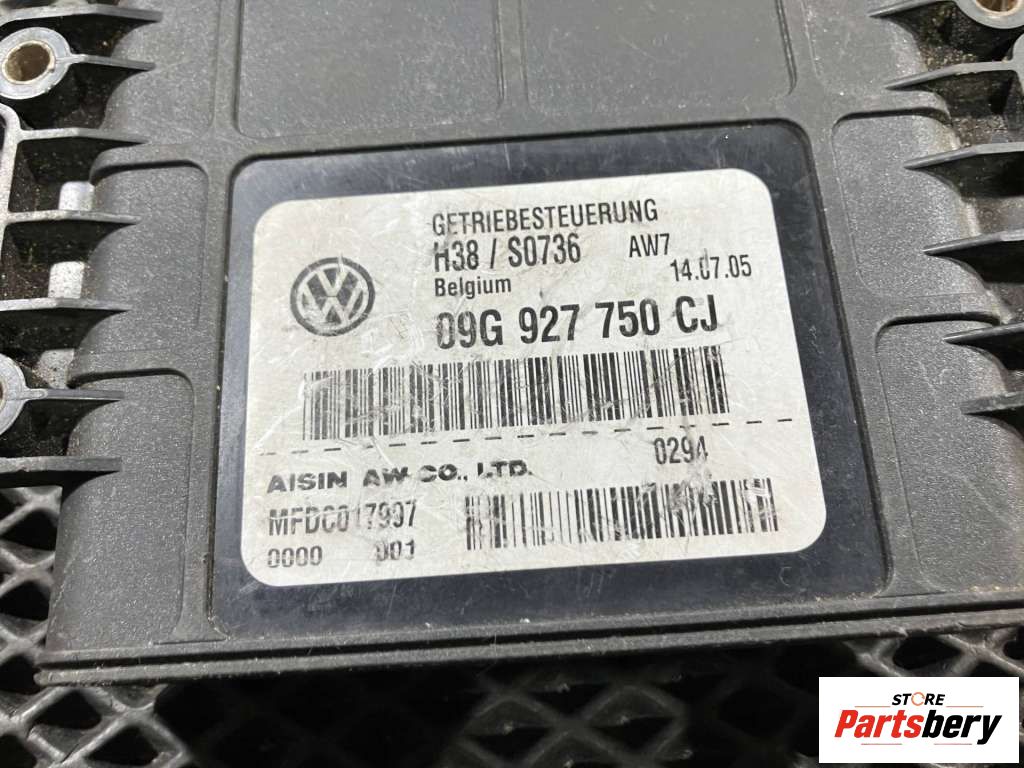 GETRIEBESTEUERUNG
H38 / S0736 AW7
Belgium 14.07.05
09G 927 750 CJ
0294
AISIN AW CO., LTD.
MFDC017997
0000 001
STORE
Partsbery